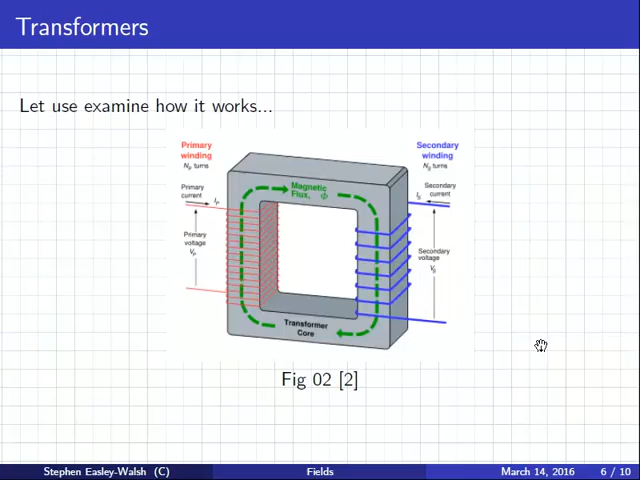 Transformers
Let use examine how it works...
Primary
winding
Np turns
Secondary
winding
Ns turns
Primary
current
Ip
Magnetic
Flux, Φ
Is
Secondary
current
Primary
voltage
Vp
Secondary
voltage
Vs
Transformer
Core
Fig 02 [2]
Stephen Easley-Walsh (C)
Fields
March 14, 2016
6 / 10